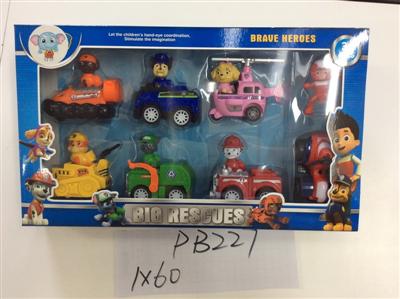 Let the children's hand-eye coordination,
Stimulate the imagination
BRAVE HEROES
BIG RESCUES
PB221
1X60